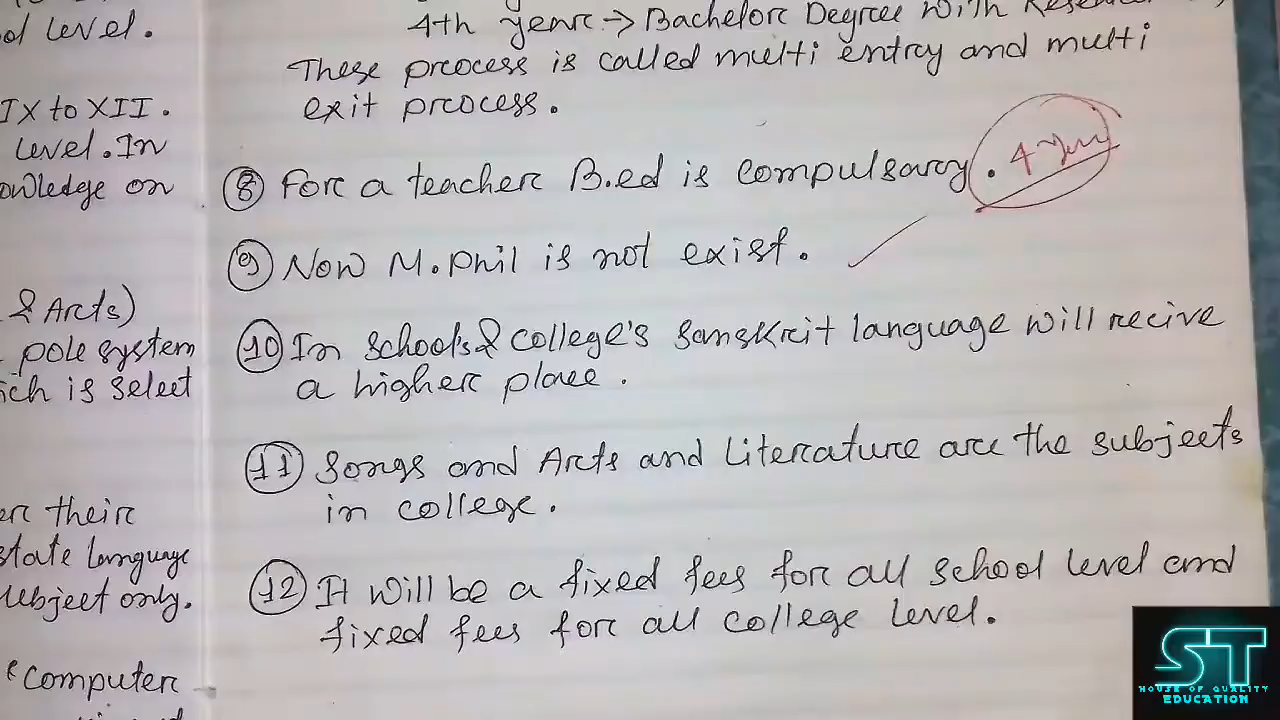 ol level.
IX to XII.
level. In
owledge on
& Arts)
pole system
ich is select
er their
state language
ubject only.
Computer
4th year → Bachelor Degree with
These process is called multi entry and multi
exit process.
8 For a teacher B.ed is compulsary. 4 year
9 Now M.phil is not exist.
10 In school's & college's sanskrit language will recive
a higher place.
11 Songs and Arts and Literature are the subjects
in college.
12 It will be a fixed fees for all school level and
fixed fees for all college level.
ST
HOUSE OF QUALITY
EDUCATION